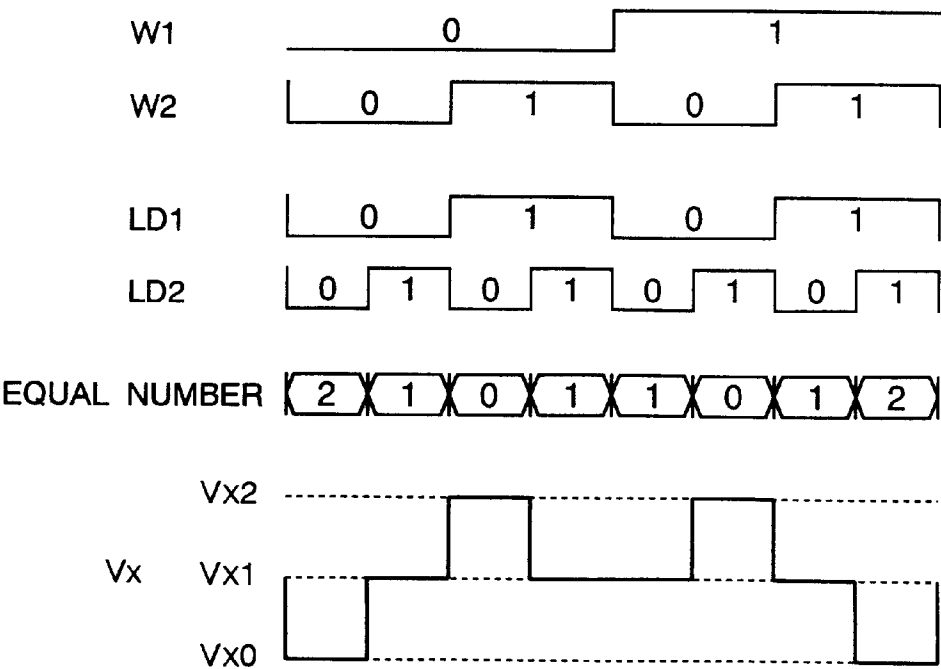 W1 0 1
W2 0 1 0 1
LD1 0 1 0 1
LD2 0 1 0 1 0 1 0 1
EQUAL NUMBER 2 1 0 1 1 0 1 2
Vx2
Vx Vx1
Vx0